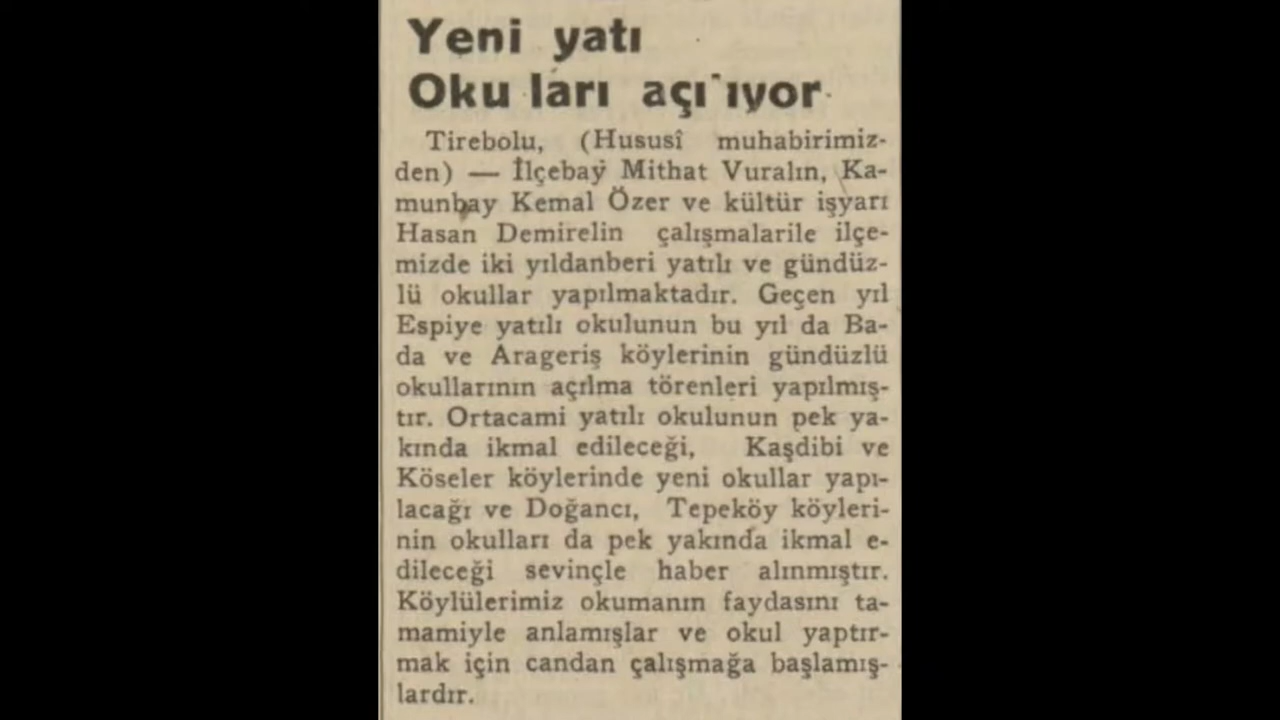 Yeni yatı
Oku ları açı ıyor
Tirebolu, (Hususî muhabirimiz-
den) — İlçebay Mithat Vuralın, Ka-
munbay Kemal Özer ve kültür işyarı
Hasan Demirelin çalışmalarile ilçe-
mizde iki yıldanberi yatılı ve gündüz-
lü okullar yapılmaktadır. Geçen yıl
Espiye yatılı okulunun bu yıl da Ba-
da ve Arageriş köylerinin gündüzlü
okullarının açılma törenleri yapılmış-
tır. Ortacami yatılı okulunun pek ya-
kında ikmal edileceği, Kaşdibi ve
Köseler köylerinde yeni okullar yapı-
lacağı ve Doğancı, Tepeköy köyleri-
nin okulları da pek yakında ikmal e-
dileceği sevinçle haber alınmıştır.
Köylülerimiz okumanın faydasını ta-
mamiyle anlamışlar ve okul yaptır-
mak için candan çalışmağa başlamış-
lardır.